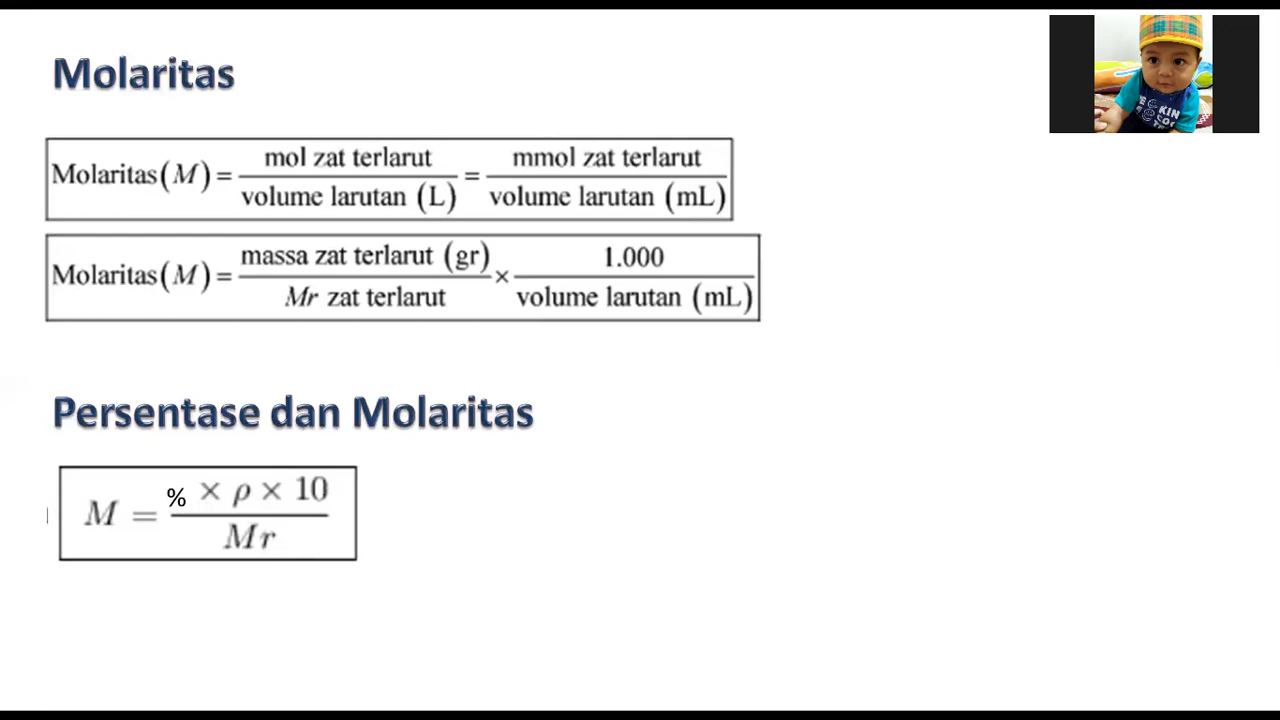 Molaritas
Molaritas(M) = mol zat terlarut / volume larutan (L) = mmol zat terlarut / volume larutan (mL)
Molaritas(M) = massa zat terlarut (gr) / Mr zat terlarut × 1.000 / volume larutan (mL)
Persentase dan Molaritas
M = % × ρ × 10 / Mr